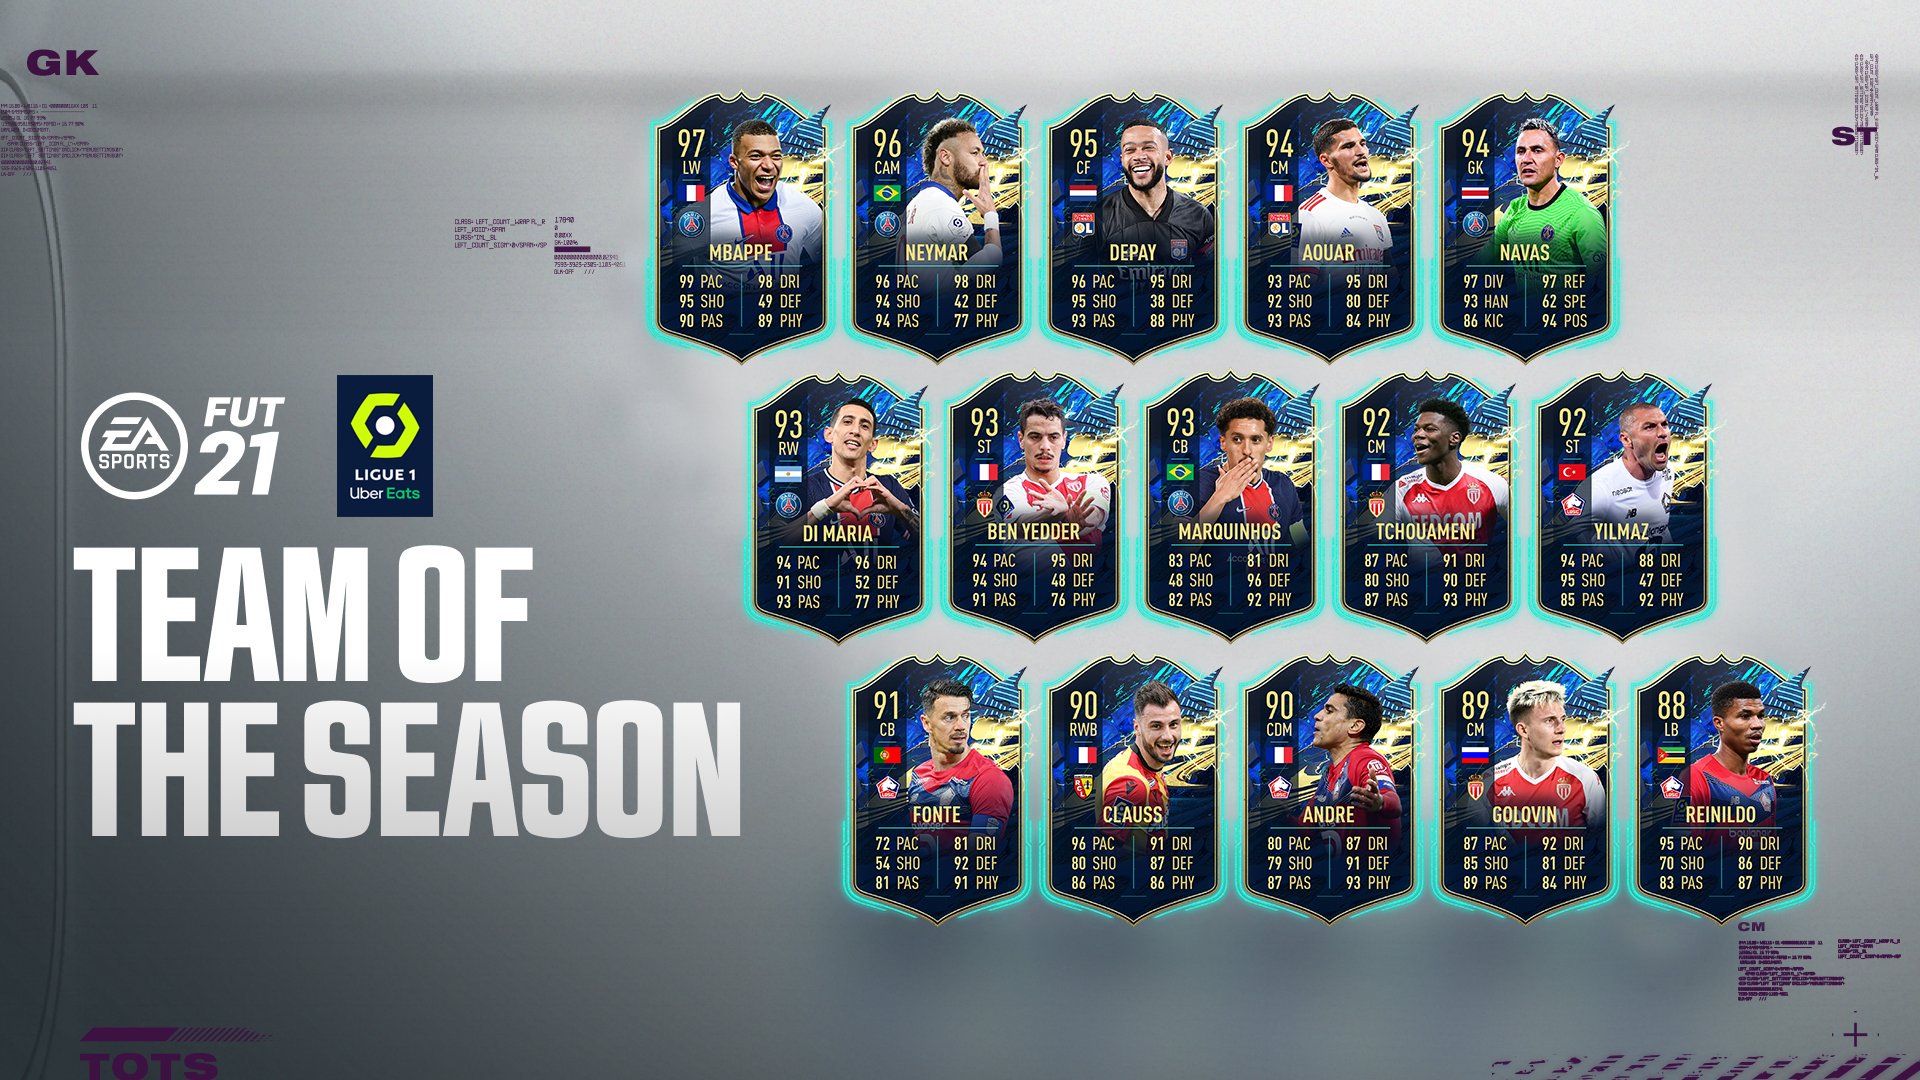 GK
ST
97
LW
MBAPPE
99 PAC 98 DRI
95 SHO 49 DEF
90 PAS 89 PHY
96
CAM
NEYMAR
96 PAC 98 DRI
94 SHO 42 DEF
94 PAS 77 PHY
95
CF
DEPAY
96 PAC 95 DRI
95 SHO 38 DEF
93 PAS 88 PHY
94
CM
AOUAR
93 PAC 95 DRI
92 SHO 80 DEF
93 PAS 84 PHY
94
GK
NAVAS
97 DIV 97 REF
93 HAN 62 SPE
86 KIC 94 POS
EA
SPORTS
FUT
21
LIGUE 1
Uber Eats
TEAM OF
THE SEASON
93
RW
DI MARIA
94 PAC 96 DRI
91 SHO 52 DEF
93 PAS 77 PHY
93
ST
BEN YEDDER
94 PAC 95 DRI
94 SHO 48 DEF
91 PAS 76 PHY
93
CB
MARQUINHOS
83 PAC 81 DRI
48 SHO 96 DEF
82 PAS 92 PHY
92
CM
TCHOUAMENI
87 PAC 91 DRI
80 SHO 90 DEF
87 PAS 93 PHY
92
ST
YILMAZ
94 PAC 88 DRI
95 SHO 47 DEF
85 PAS 92 PHY
91
CB
FONTE
72 PAC 81 DRI
54 SHO 92 DEF
81 PAS 91 PHY
90
RWB
CLAUSS
96 PAC 91 DRI
80 SHO 87 DEF
86 PAS 86 PHY
90
CDM
ANDRE
80 PAC 87 DRI
79 SHO 91 DEF
87 PAS 93 PHY
89
CM
GOLOVIN
87 PAC 92 DRI
85 SHO 81 DEF
89 PAS 84 PHY
88
LB
REINILDO
95 PAC 90 DRI
70 SHO 86 DEF
83 PAS 87 PHY
CM
TOTS